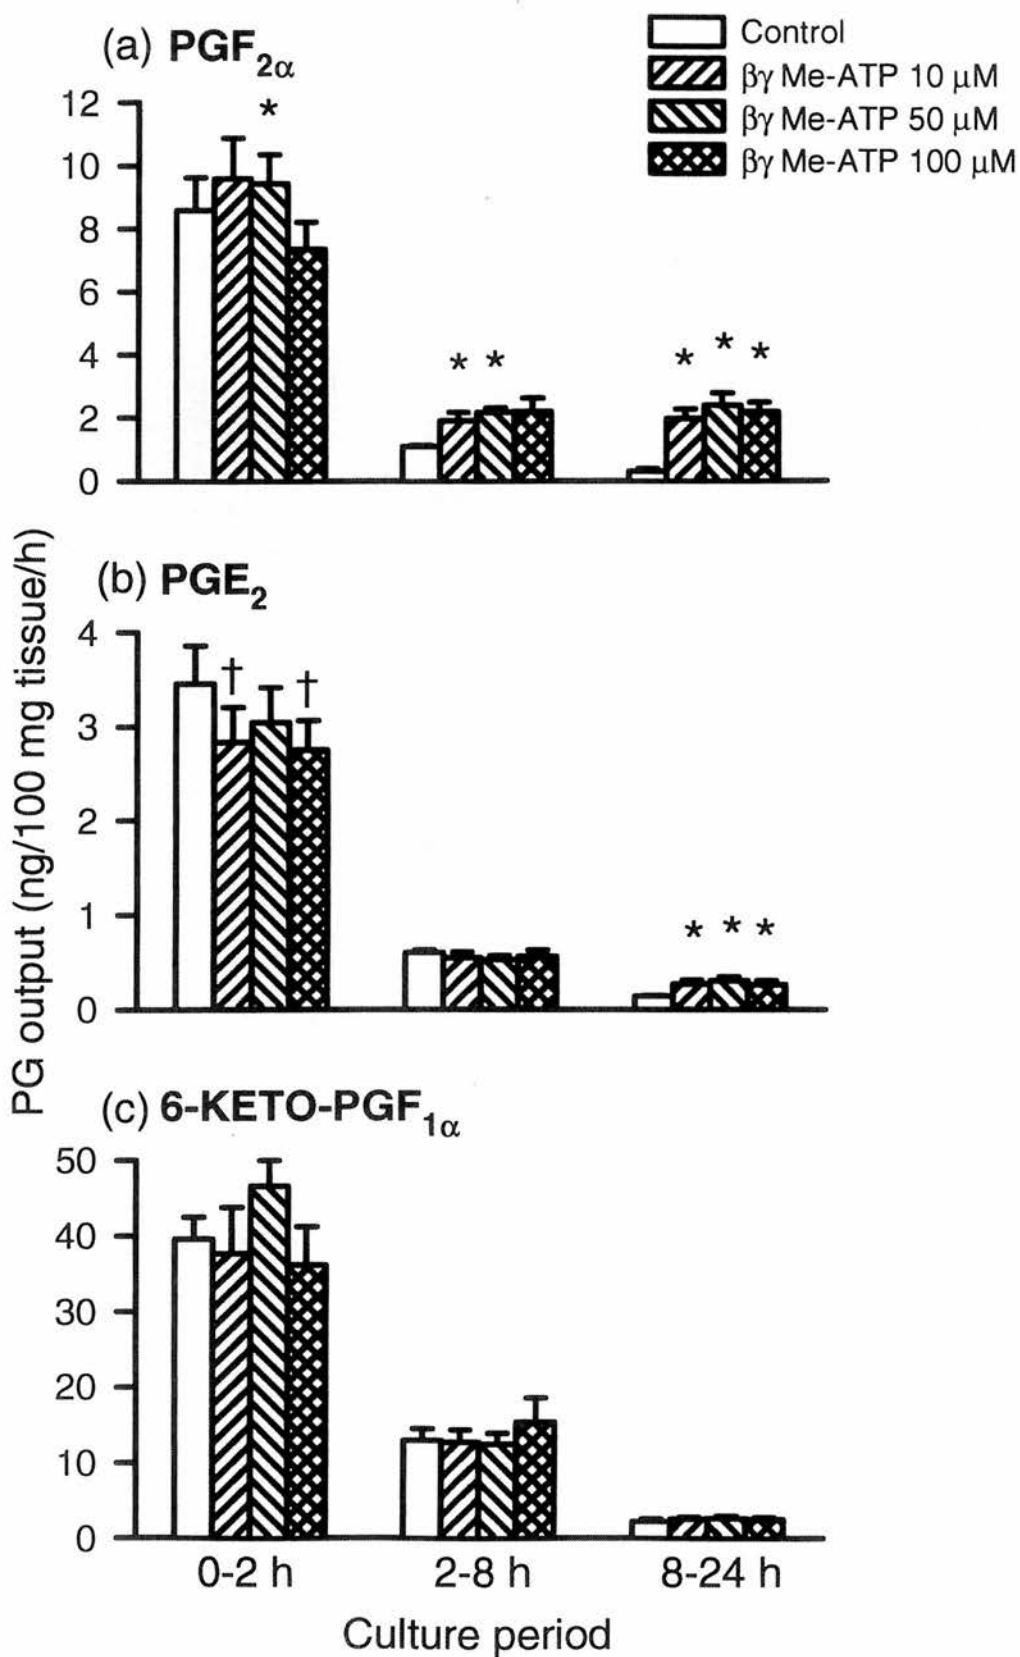 (a) PGF2α
Control
βγ Me-ATP 10 μM
βγ Me-ATP 50 μM
βγ Me-ATP 100 μM
12
10
8
6
4
2
0
*
* *
* * *
PG output (ng/100 mg tissue/h)
(b) PGE2
4
3
2
1
0
† †
* * *
(c) 6-KETO-PGF1α
50
40
30
20
10
0
0-2 h 2-8 h 8-24 h
Culture period